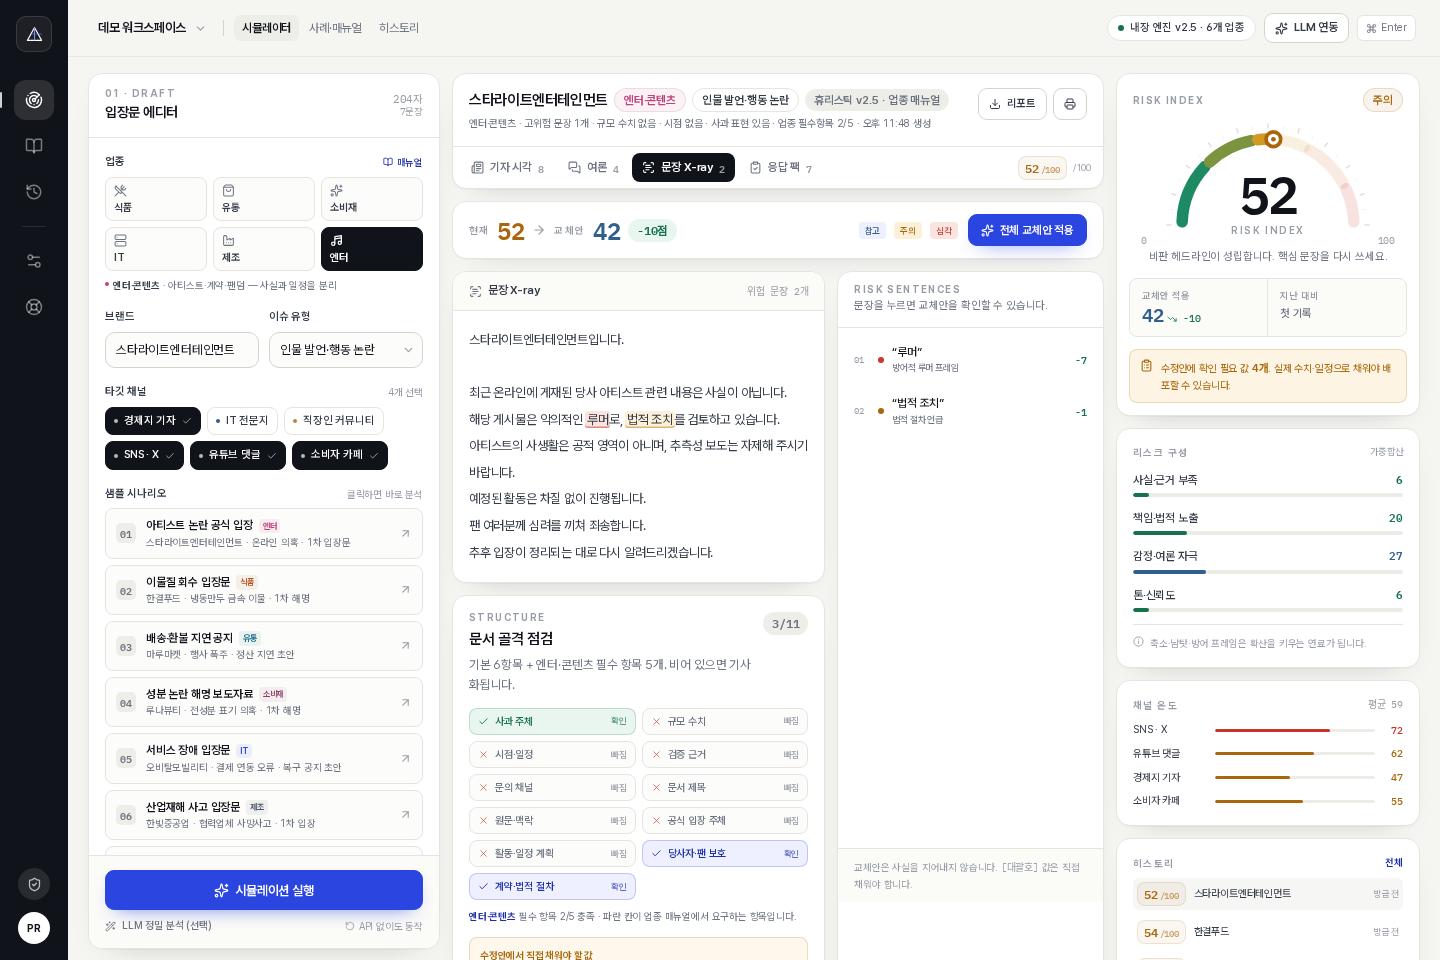 데모 워크스페이스
시뮬레이터
사례·매뉴얼
히스토리
내장 엔진 v2.5 · 6개 업종
LLM 연동
⌘ Enter
01 · DRAFT
입장문 에디터
204자
7문장
업종
매뉴얼
식품
유통
소비재
IT
제조
엔터
엔터·콘텐츠 · 아티스트·계약·팬덤 — 사실과 일정을 분리
브랜드
이슈 유형
스타라이트엔터테인먼트
인물 발언·행동 논란
타깃 채널
4개 선택
경제지 기자
IT 전문지
직장인 커뮤니티
SNS · X
유튜브 댓글
소비자 카페
샘플 시나리오
클릭하면 바로 분석
01
아티스트 논란 공식 입장 엔터
스타라이트엔터테인먼트 · 온라인 의혹 · 1차 입장문
02
이물질 회수 입장문 식품
한결푸드 · 냉동만두 금속 이물 · 1차 해명
03
배송·환불 지연 공지 유통
마루마켓 · 행사 폭주 · 정산 지연 초안
04
성분 논란 해명 보도자료 소비재
루나뷰티 · 전성분 표기 의혹 · 1차 해명
05
서비스 장애 입장문 IT
오비탈모빌리티 · 결제 연동 오류 · 복구 공지 초안
06
산업재해 사고 입장문 제조
한빛중공업 · 협력업체 사망사고 · 1차 입장
시뮬레이션 실행
LLM 정밀 분석 (선택)
API 없이도 동작
PR
스타라이트엔터테인먼트 엔터·콘텐츠 인물 발언·행동 논란 휴리스틱 v2.5 · 업종 매뉴얼
엔터·콘텐츠 · 고위험 문장 1개 · 규모 수치 없음 · 시점 없음 · 사과 표현 있음 · 업종 필수항목 2/5 · 오후 11:48 생성
리포트
기자 시각 8
여론 4
문장 X-ray 2
응답 팩 7
52 /100 /100
현재 52 → 교체안 42 -10점
참고
주의
심각
전체 교체안 적용
문장 X-ray
위험 문장 2개
스타라이트엔터테인먼트입니다.
최근 온라인에 게재된 당사 아티스트 관련 내용은 사실이 아닙니다.
해당 게시물은 악의적인 루머로, 법적 조치를 검토하고 있습니다.
아티스트의 사생활은 공적 영역이 아니며, 추측성 보도는 자제해 주시기
바랍니다.
예정된 활동은 차질 없이 진행됩니다.
팬 여러분께 심려를 끼쳐 죄송합니다.
추후 입장이 정리되는 대로 다시 알려드리겠습니다.
RISK SENTENCES
문장을 누르면 교체안을 확인할 수 있습니다.
01 “루머” -7
방어적 루머 프레임
02 “법적 조치” -1
법적 절차 언급
교체안은 사실을 지어내지 않습니다. [대괄호] 값은 직접
채워야 합니다.
STRUCTURE
문서 골격 점검
3/11
기본 6항목 + 엔터·콘텐츠 필수 항목 5개. 비어 있으면 기사
화됩니다.
사과 주체 확인
규모 수치 빠짐
시점·일정 빠짐
검증 근거 빠짐
문의 채널 빠짐
문서 제목 빠짐
원문·맥락 빠짐
공식 입장 주체 빠짐
활동·일정 계획 빠짐
당사자·팬 보호 확인
계약·법적 절차 확인
엔터·콘텐츠 필수 항목 2/5 충족 · 파란 칸이 업종 매뉴얼에서 요구하는 항목입니다.
수정안에서 직접 채워야 할 값
RISK INDEX
주의
52
RISK INDEX
0
100
비판 헤드라인이 성립합니다. 핵심 문장을 다시 쓰세요.
교체안 적용
42 -10
지난 대비
첫 기록
수정안에 확인 필요 값 4개. 실제 수치·일정으로 채워야 배
포할 수 있습니다.
리스크 구성
가중합산
사실·근거 부족 6
책임·법적 노출 20
감정·여론 자극 27
톤·신뢰도 6
축소·남탓·방어 프레임은 확산을 키우는 연료가 됩니다.
채널 온도
평균 59
SNS · X 72
유튜브 댓글 62
경제지 기자 47
소비자 카페 55
히스토리
전체
52 /100 스타라이트엔터테인먼트 방금 전
54 /100 한결푸드 방금 전